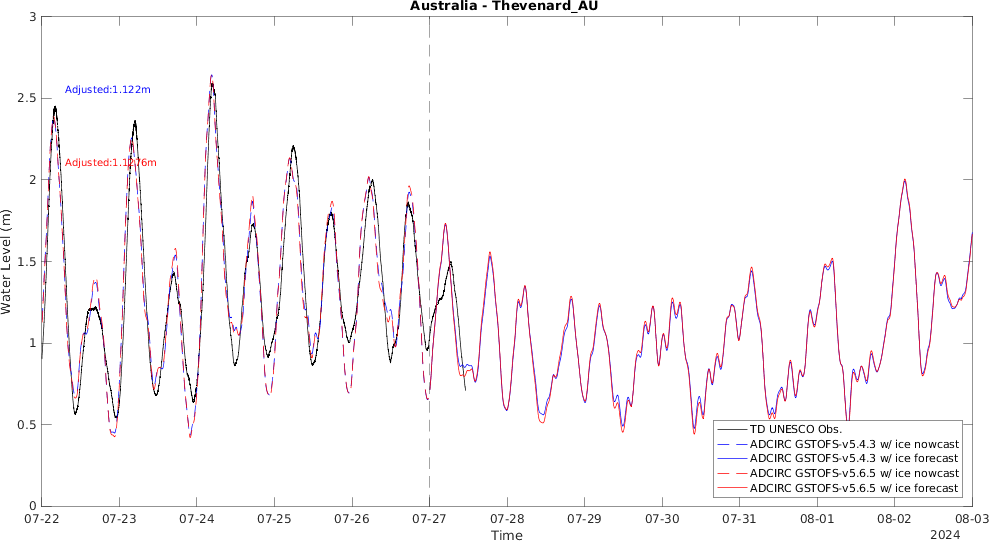 Australia - Thevenard_AU
3
2.5
2
1.5
1
0.5
0
Water Level (m)
Adjusted:1.122m
Adjusted:1.1276m
TD UNESCO Obs.
ADCIRC GSTOFS-v5.4.3 w/ ice nowcast
ADCIRC GSTOFS-v5.4.3 w/ ice forecast
ADCIRC GSTOFS-v5.6.5 w/ ice nowcast
ADCIRC GSTOFS-v5.6.5 w/ ice forecast
07-22 07-23 07-24 07-25 07-26 07-27 07-28 07-29 07-30 07-31 08-01 08-02 08-03
Time
2024